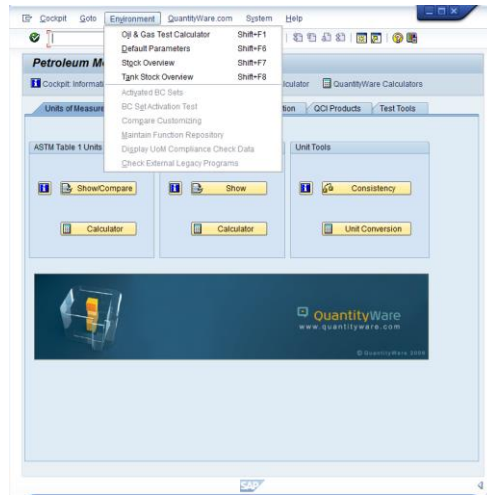 Cockpit Goto Environment QuantityWare.com System Help
Oil & Gas Test Calculator Shift+F1
Default Parameters Shift+F6
Stock Overview Shift+F7
Tank Stock Overview Shift+F8
Activated BC Sets
BC Set Activation Test
Compare Customizing
Maintain Function Repository
Display UoM Compliance Check Data
Check External Legacy Programs
Petroleum M
Cockpit: Informati lculator QuantityWare Calculators
Units of Measure tion QCI Products Test Tools
ASTM Table 1 Units Unit Tools
Show/Compare Show Consistency
Calculator Calculator Unit Conversion
QuantityWare
www.quantityware.com
© QuantityWare 2008
SAP